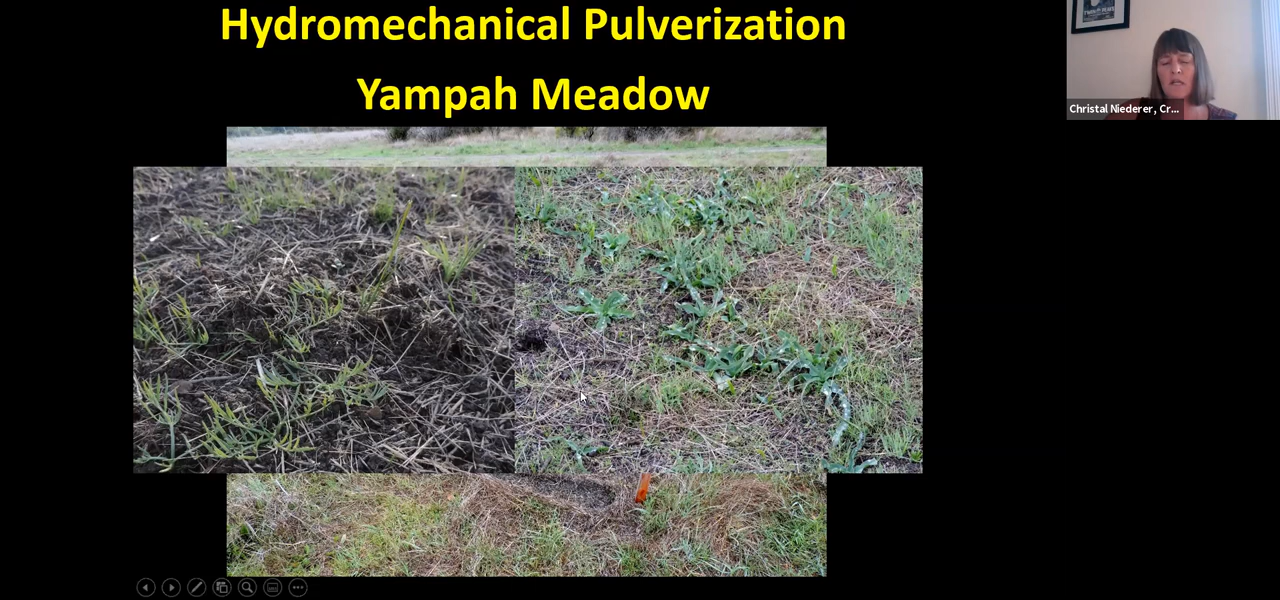 Hydromechanical Pulverization
Yampah Meadow
Christal Niederer, Cr...